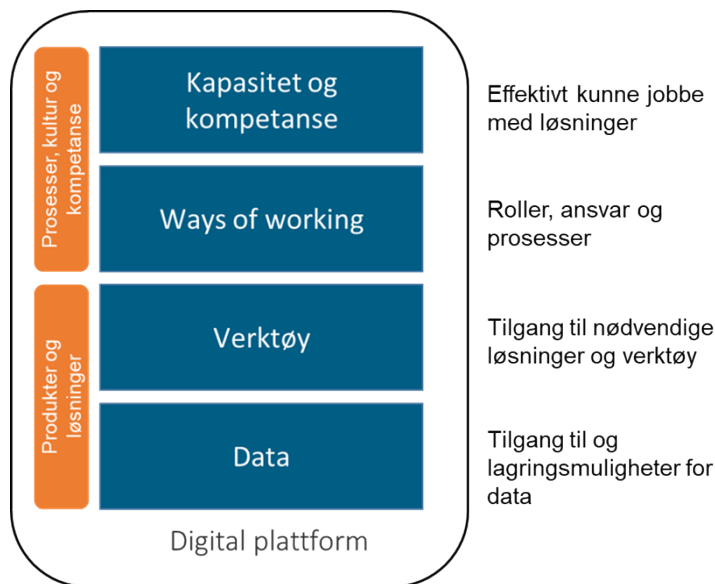 Prosesser, kultur og
kompetanse
Kapasitet og
kompetanse
Effektivt kunne jobbe
med løsninger
Ways of working
Roller, ansvar og
prosesser
Produkter og
løsninger
Verktøy
Tilgang til nødvendige
løsninger og verktøy
Data
Tilgang til og
lagringsmuligheter for
data
Digital plattform